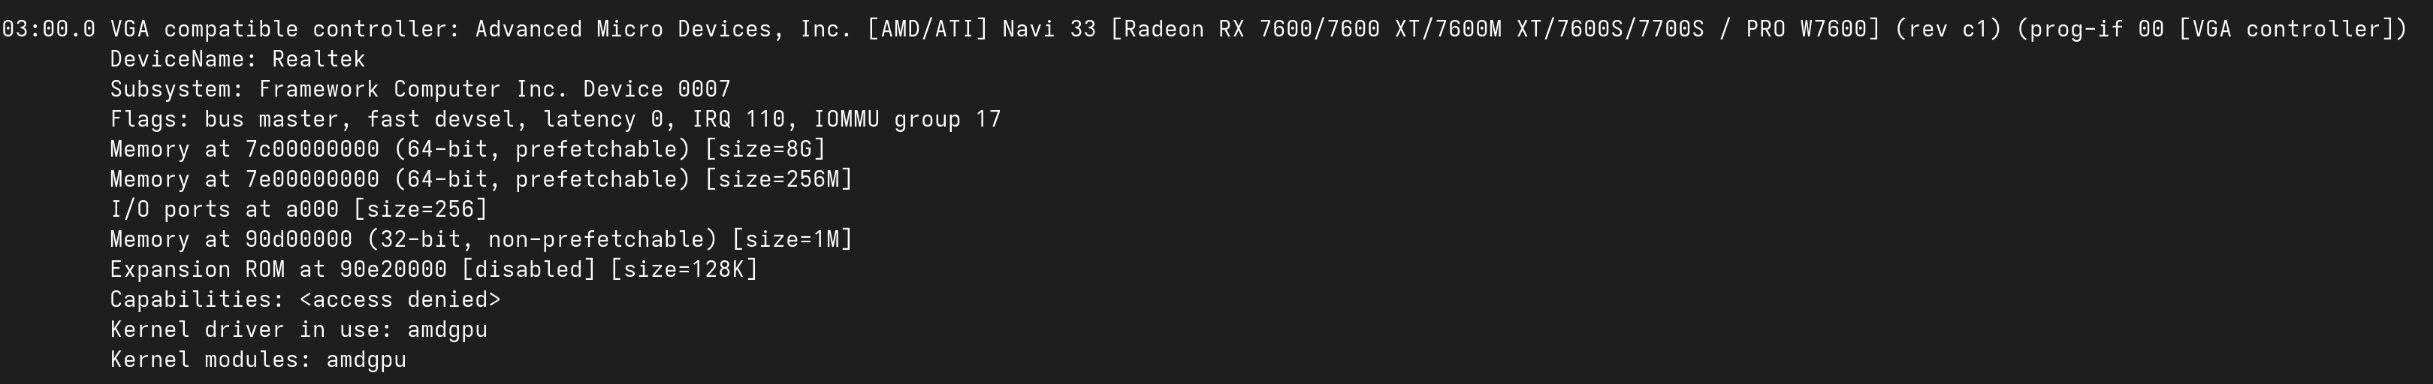 03:00.0 VGA compatible controller: Advanced Micro Devices, Inc. [AMD/ATI] Navi 33 [Radeon RX 7600/7600 XT/7600M XT/7600S/7700S / PRO W7600] (rev c1) (prog-if 00 [VGA controller])
DeviceName: Realtek
Subsystem: Framework Computer Inc. Device 0007
Flags: bus master, fast devsel, latency 0, IRQ 110, IOMMU group 17
Memory at 7c00000000 (64-bit, prefetchable) [size=8G]
Memory at 7e00000000 (64-bit, prefetchable) [size=256M]
I/O ports at a000 [size=256]
Memory at 90d00000 (32-bit, non-prefetchable) [size=1M]
Expansion ROM at 90e20000 [disabled] [size=128K]
Capabilities: <access denied>
Kernel driver in use: amdgpu
Kernel modules: amdgpu